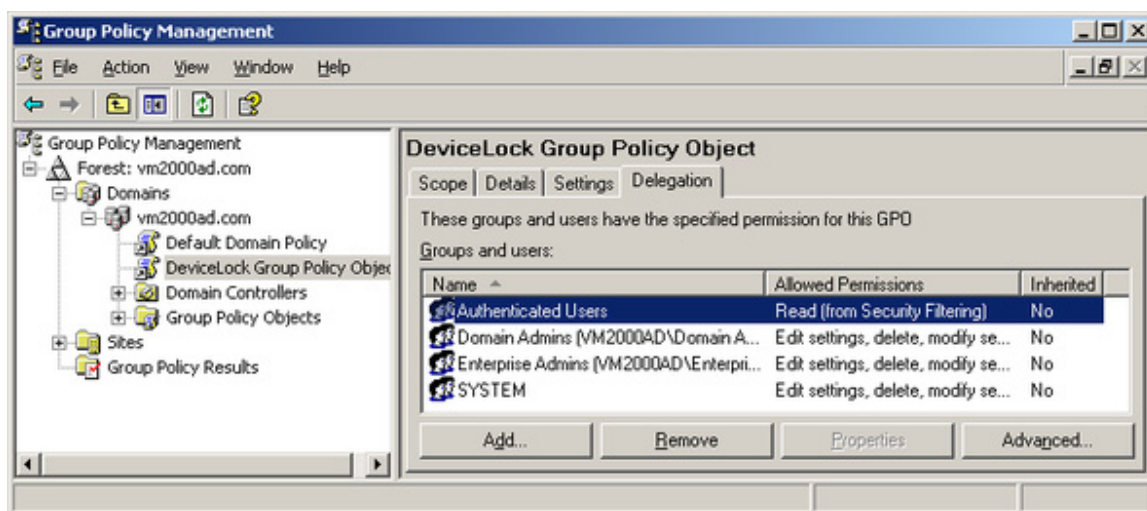 Group Policy Management
File Action View Window Help
Group Policy Management
Forest: vm2000ad.com
Domains
vm2000ad.com
Default Domain Policy
DeviceLock Group Policy Objec
Domain Controllers
Group Policy Objects
Sites
Group Policy Results
DeviceLock Group Policy Object
Scope Details Settings Delegation
These groups and users have the specified permission for this GPO
Groups and users:
Name Allowed Permissions Inherited
Authenticated Users Read (from Security Filtering) No
Domain Admins (VM2000AD\Domain A... Edit settings, delete, modify se... No
Enterprise Admins (VM2000AD\Enterpri... Edit settings, delete, modify se... No
SYSTEM Edit settings, delete, modify se... No
Add... Remove Properties Advanced...